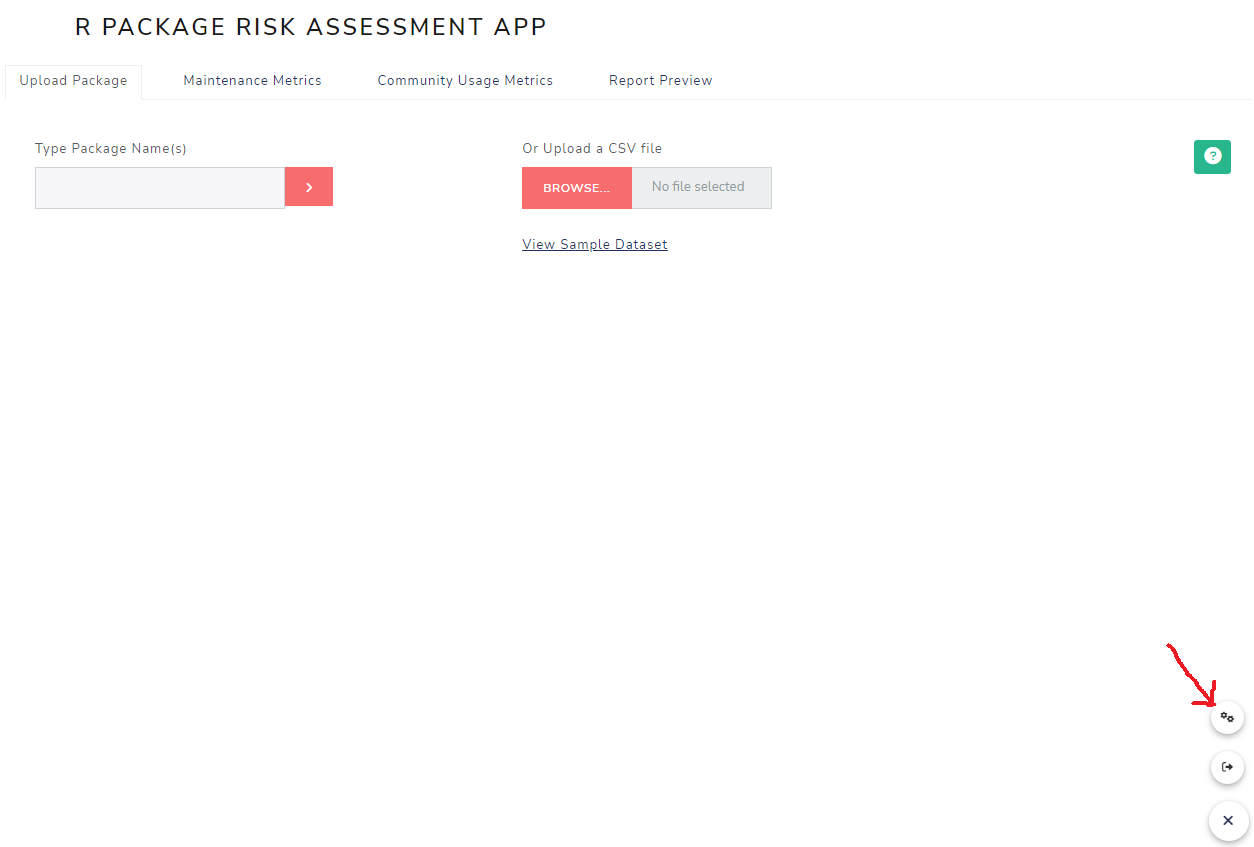 R PACKAGE RISK ASSESSMENT APP
Upload Package Maintenance Metrics Community Usage Metrics Report Preview
Type Package Name(s) Or Upload a CSV file
BROWSE... No file selected
View Sample Dataset